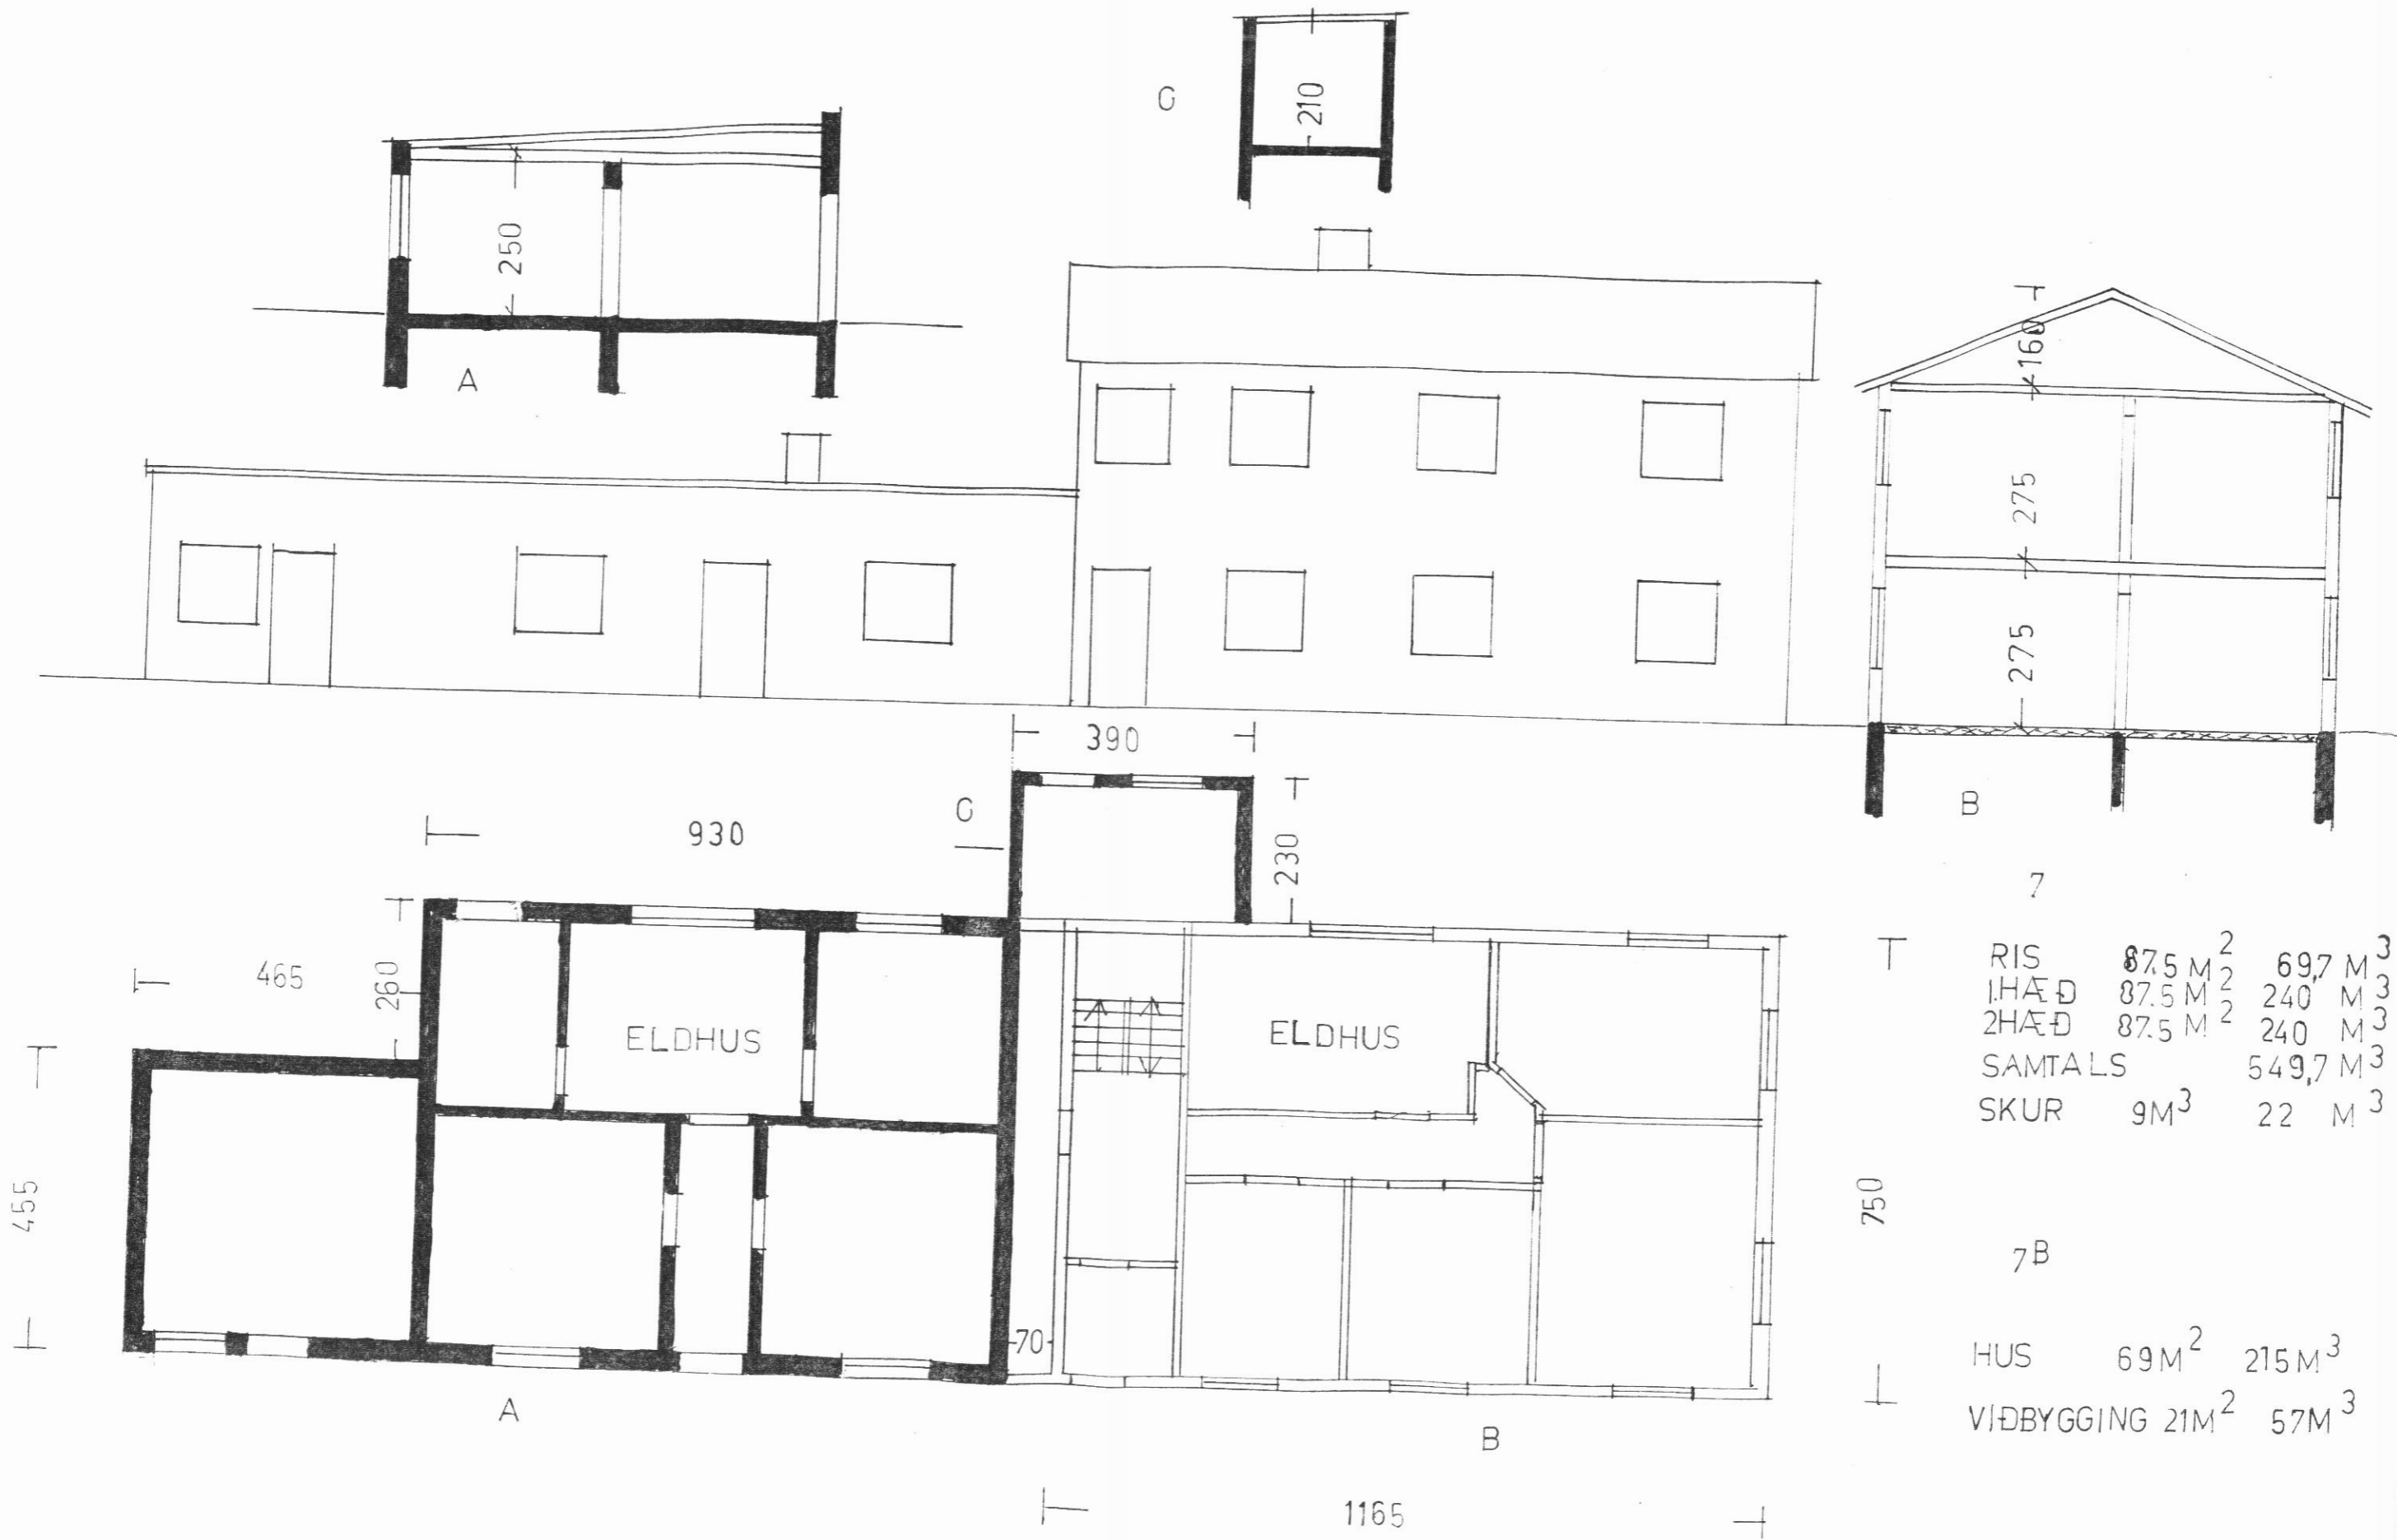 G
210
250
A
160
275
275
B
390
930
G
230
465
260
ELDHUS
ELDHUS
455
70
750
A
B
1165
7
RIS 87.5 M² 69,7 M³
1.HÆÐ 87.5 M² 240 M³
2HÆÐ 87.5 M² 240 M³
SAMTALS 549,7 M³
SKUR 9M³ 22 M³
7B
HUS 69M² 215M³
VIÐBYGGING 21M² 57M³